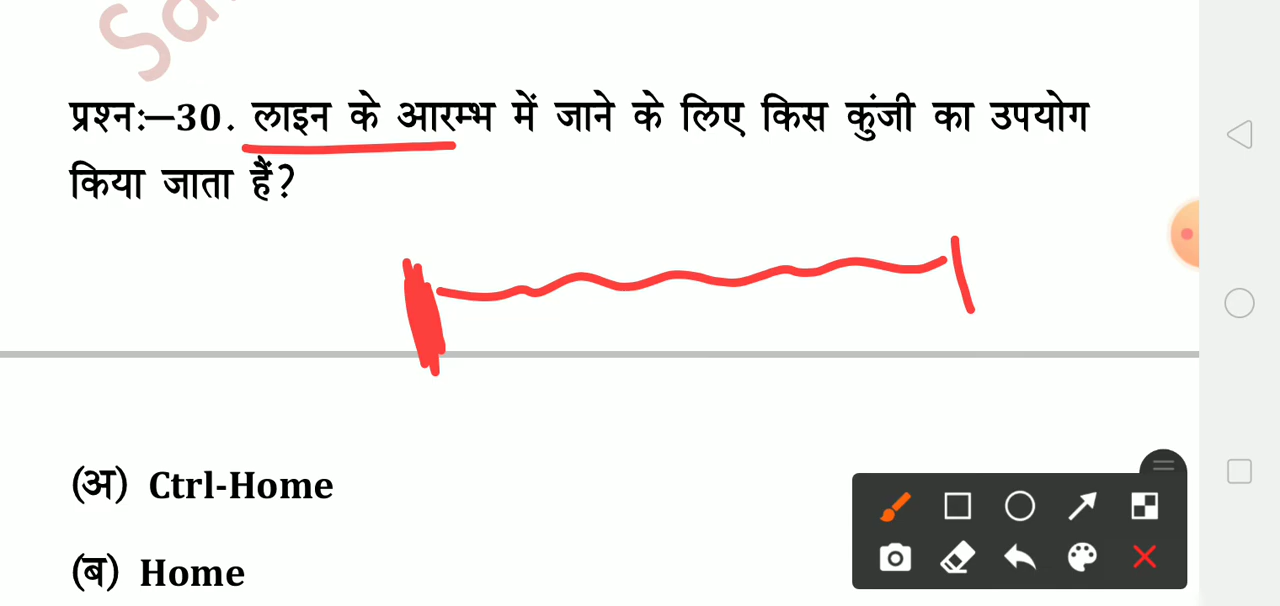 प्रश्नः—30. लाइन के आरम्भ में जाने के लिए किस कुंजी का उपयोग
किया जाता हैं?
(अ) Ctrl-Home
(ब) Home